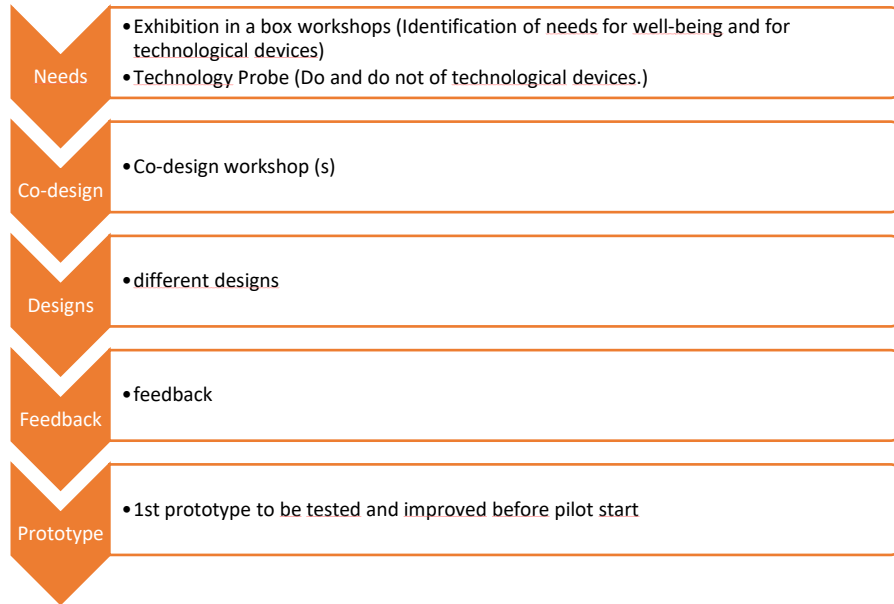 Needs
•Exhibition in a box workshops (Identification of needs for well-being and for
technological devices)
•Technology Probe (Do and do not of technological devices.)
Co-design
•Co-design workshop (s)
Designs
•different designs
Feedback
•feedback
Prototype
•1st prototype to be tested and improved before pilot start